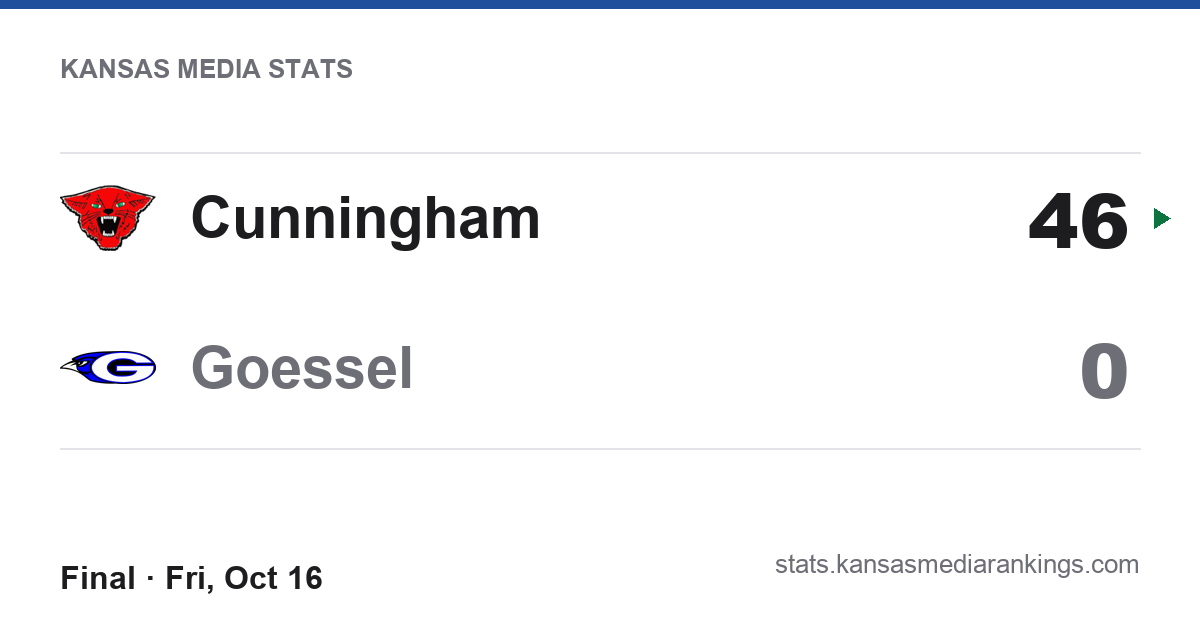 KANSAS MEDIA STATS
Cunningham 46
Goessel 0
Final · Fri, Oct 16
stats.kansasmediarankings.com